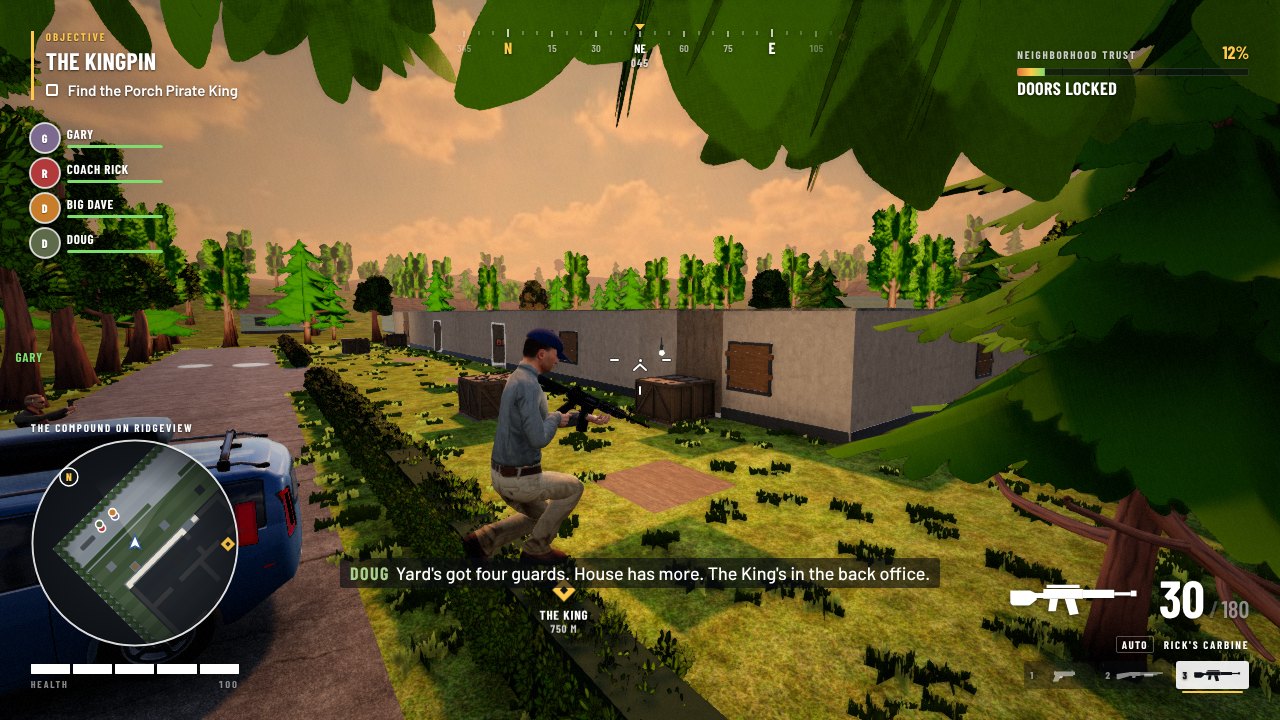 OBJECTIVE
THE KINGPIN
Find the Porch Pirate King
345 N 15 30 NE 60 75 E 105
045
NEIGHBORHOOD TRUST 12%
DOORS LOCKED
G GARY
R COACH RICK
D BIG DAVE
D DOUG
GARY
THE COMPOUND ON RIDGEVIEW
N
DOUG Yard's got four guards. House has more. The King's in the back office.
THE KING
750 M
30 / 180
AUTO RICK'S CARBINE
1 2 3
HEALTH 100